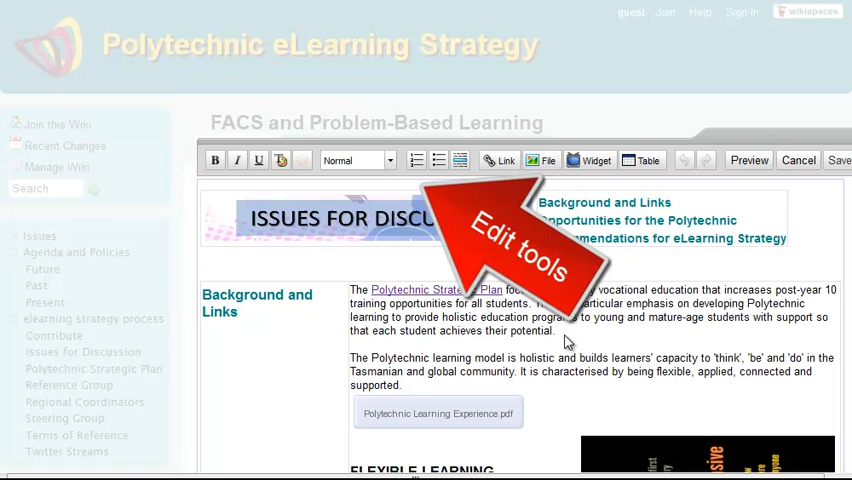 guest Join Help Sign In wikispaces
Polytechnic eLearning Strategy
Join this Wiki
Recent Changes
Manage Wiki
Search
FACS and Problem-Based Learning
B I U T Normal Link File Widget Table Preview Cancel Save
ISSUES FOR DISCU
Background and Links
Opportunities for the Polytechnic
mmendations for eLearning Strategy
Edit tools
Issues
Agenda and Policies
Future
Past
Present
elearning strategy process
Contribute
Issues for Discussion
Polytechnic Strategic Plan
Reference Group
Regional Coordinators
Steering Group
Terms of Reference
Twitter Streams
Background and
Links
The Polytechnic Strategic Plan vocational education that increases post-year 10
training opportunities for all students. particular emphasis on developing Polytechnic
learning to provide holistic education programs to young and mature-age students with support so
that each student achieves their potential.
The Polytechnic learning model is holistic and builds learners' capacity to 'think', 'be' and 'do' in the
Tasmanian and global community. It is characterised by being flexible, applied, connected and
supported.
Polytechnic Learning Experience.pdf
FLEXIBLE LEARNING